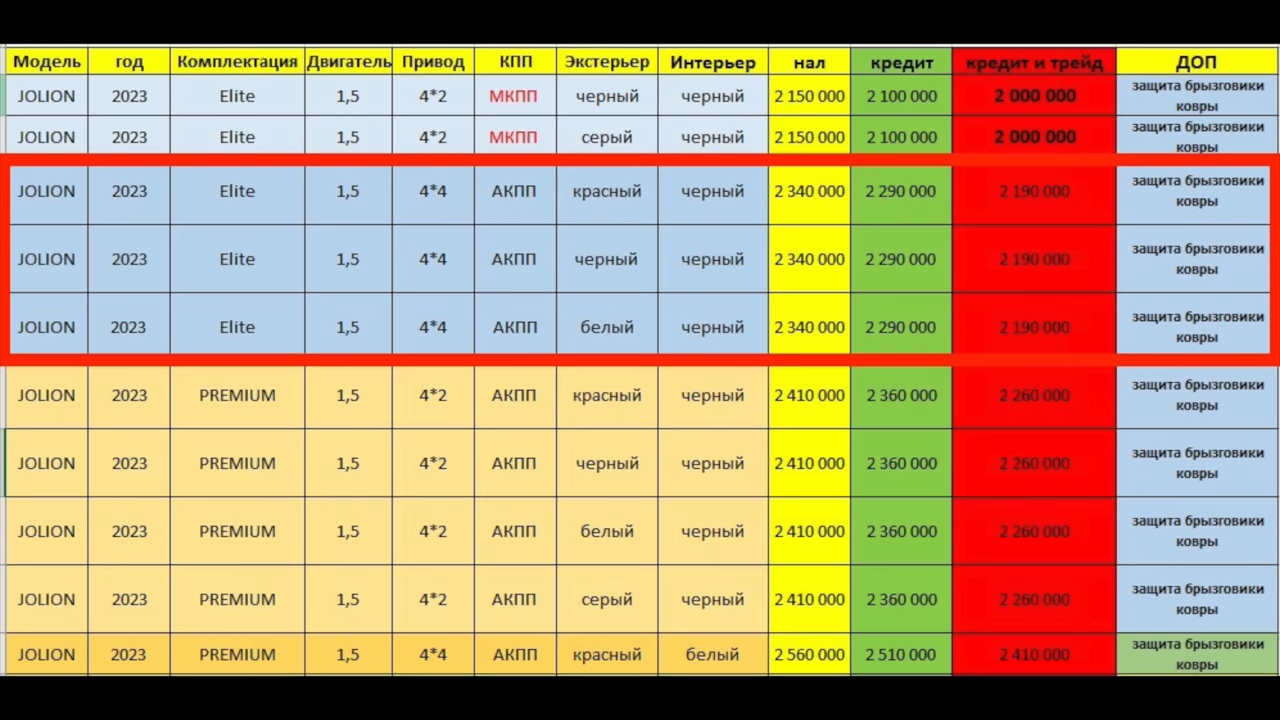 Модель год Комплектация Двигатель Привод КПП Экстерьер Интерьер нал кредит кредит и трейд ДОП
JOLION 2023 Elite 1,5 4*2 МКПП черный черный 2 150 000 2 100 000 2 000 000 защита брызговики
ковры
JOLION 2023 Elite 1,5 4*2 МКПП серый черный 2 150 000 2 100 000 2 000 000 защита брызговики
ковры
JOLION 2023 Elite 1,5 4*4 АКПП красный черный 2 340 000 2 290 000 2 190 000 защита брызговики
ковры
JOLION 2023 Elite 1,5 4*4 АКПП черный черный 2 340 000 2 290 000 2 190 000 защита брызговики
ковры
JOLION 2023 Elite 1,5 4*4 АКПП белый черный 2 340 000 2 290 000 2 190 000 защита брызговики
ковры
JOLION 2023 PREMIUM 1,5 4*2 АКПП красный черный 2 410 000 2 360 000 2 260 000 защита брызговики
ковры
JOLION 2023 PREMIUM 1,5 4*2 АКПП черный черный 2 410 000 2 360 000 2 260 000 защита брызговики
ковры
JOLION 2023 PREMIUM 1,5 4*2 АКПП белый черный 2 410 000 2 360 000 2 260 000 защита брызговики
ковры
JOLION 2023 PREMIUM 1,5 4*2 АКПП серый черный 2 410 000 2 360 000 2 260 000 защита брызговики
ковры
JOLION 2023 PREMIUM 1,5 4*4 АКПП красный белый 2 560 000 2 510 000 2 410 000 защита брызговики
ковры